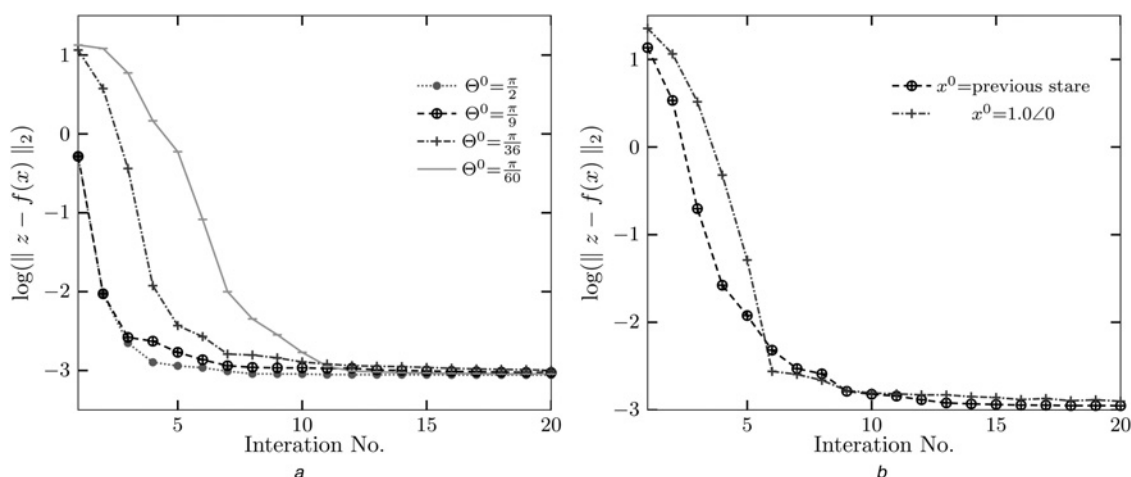 log(‖ z − f(x) ‖₂)
1
0
−1
−2
−3
5
10
15
20
Interation No.
Θ⁰=π/2
Θ⁰=π/9
Θ⁰=π/36
Θ⁰=π/60
a
log(‖ z − f(x) ‖₂)
1
0
−1
−2
−3
5
10
15
20
Interation No.
x⁰=previous stare
x⁰=1.0∠0
b